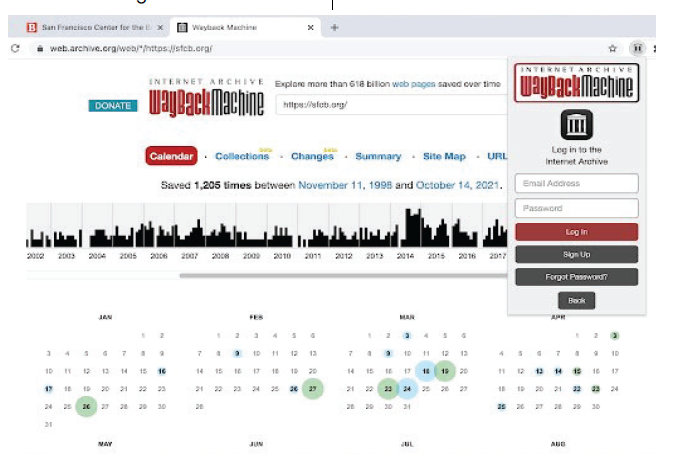 San Francisco Center for the B
Wayback Machine
web.archive.org/web/*/https://sfcb.org/
INTERNET ARCHIVE
WayBackMachine
DONATE
Explore more than 618 billion web pages saved over time
https://sfcb.org/
Calendar · Collections · Changes · Summary · Site Map · URL
Beta Beta
Saved 1,205 times between November 11, 1998 and October 14, 2021.
2002 2003 2004 2005 2006 2007 2008 2009 2010 2011 2012 2013 2014 2015 2016 2017
INTERNET ARCHIVE
WayBackMachine
Log in to the
Internet Archive
Email Address
Password
Log In
Sign Up
Forgot Password?
Back
JAN FEB MAR APR
1 2 1 2 3 4 5 6 1 2 3 4 5 6 1 2 3
3 4 5 6 7 8 9 7 8 9 10 11 12 13 7 8 9 10 11 12 13 4 5 6 7 8 9 10
10 11 12 13 14 15 16 14 15 16 17 18 19 20 14 15 16 17 18 19 20 11 12 13 14 15 16 17
17 18 19 20 21 22 23 21 22 23 24 25 26 27 21 22 23 24 25 26 27 18 19 20 21 22 23 24
24 25 26 27 28 29 30 28 28 29 30 31 25 26 27 28 29 30
31
MAY JUN JUL AUG